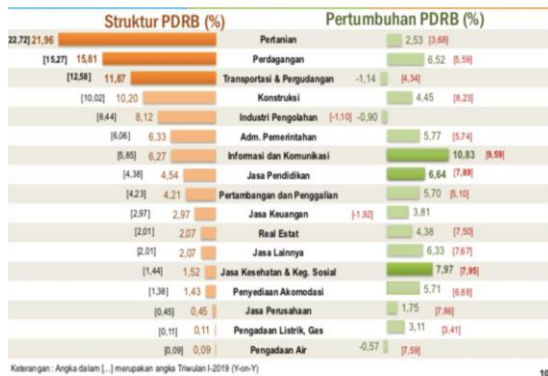 Struktur PDRB (%) Pertumbuhan PDRB (%)
22,72] 21,96 Pertanian 2,53 [3,68]
[15,27] 15,81 Perdagangan 6,52 [5,59]
[12,58] 11,87 Transportasi & Pergudangan -1,14 [4,34]
[10,02] 10,20 Konstruksi 4,45 [8,23]
[8,44] 8,12 Industri Pengolahan [-1,10] -0,90
[6,06] 6,33 Adm. Pemerintahan 5,77 [5,74]
[5,85] 6,27 Informasi dan Komunikasi 10,83 [9,59]
[4,38] 4,54 Jasa Pendidikan 6,64 [7,89]
[4,23] 4,21 Pertambangan dan Penggalian 5,70 [5,10]
[2,97] 2,97 Jasa Keuangan [-1,92] 3,81
[2,01] 2,07 Real Estat 4,38 [7,50]
[2,01] 2,07 Jasa Lainnya 6,33 [7,67]
[1,44] 1,52 Jasa Kesehatan & Keg. Sosial 7,97 [7,95]
[1,38] 1,43 Penyediaan Akomodasi 5,71 [6,88]
[0,45] 0,45 Jasa Perusahaan 1,75 [7,86]
[0,11] 0,11 Pengadaan Listrik, Gas 3,11 [3,41]
[0,09] 0,09 Pengadaan Air -0,57 [7,59]
Keterangan : Angka dalam [...] merupakan angka Triwulan I-2019 (Y-on-Y)
10